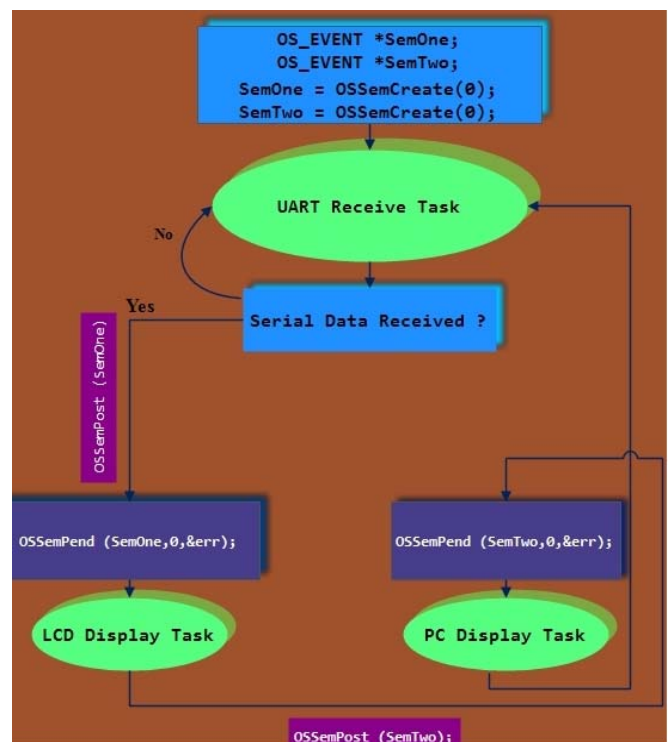 OS_EVENT *SemOne;
OS_EVENT *SemTwo;
SemOne = OSSemCreate(0);
SemTwo = OSSemCreate(0);
UART Receive Task
No
Serial Data Received ?
Yes
OSSemPost (SemOne)
OSSemPend (SemOne,0,&err);
OSSemPend (SemTwo,0,&err);
LCD Display Task
PC Display Task
OSSemPost (SemTwo);